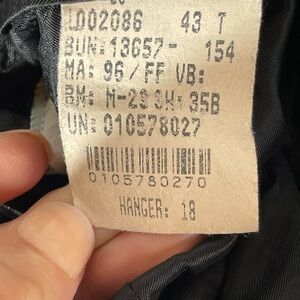 LD02086 43 T
BUN:13657- 154
MA: 96/FF VB:
BM: M-29 SH: 35B
UN: 010578027
0105780270
HANGER: 18